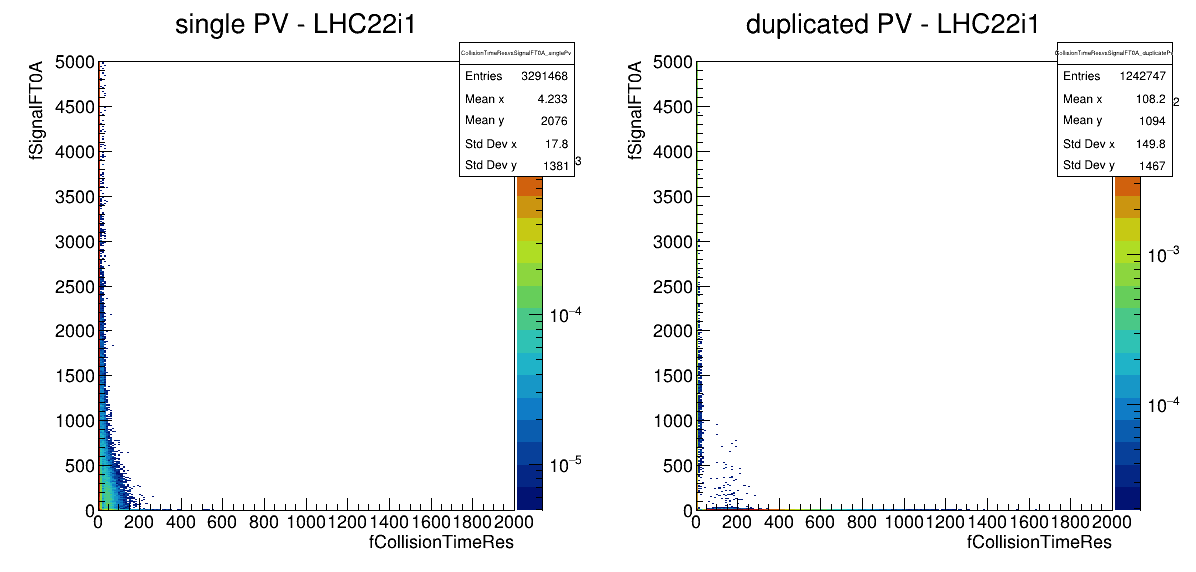 single PV - LHC22i1
duplicated PV - LHC22i1
fSignalFT0A
5000
4500
4000
3500
3000
2500
2000
1500
1000
500
0
0 200 400 600 800 1000 1200 1400 1600 1800 2000
fCollisionTimeRes
CollisionTimeResvsSignalFT0A_singlePv
Entries 3291468
Mean x 4.233
Mean y 2076
Std Dev x 17.8
Std Dev y 1381
3
10−4
10−5
fSignalFT0A
5000
4500
4000
3500
3000
2500
2000
1500
1000
500
0
0 200 400 600 800 1000 1200 1400 1600 1800 2000
fCollisionTimeRes
CollisionTimeResvsSignalFT0A_duplicatePv
Entries 1242747
Mean x 108.2
Mean y 1094
Std Dev x 149.8
Std Dev y 1467
2
10−3
10−4